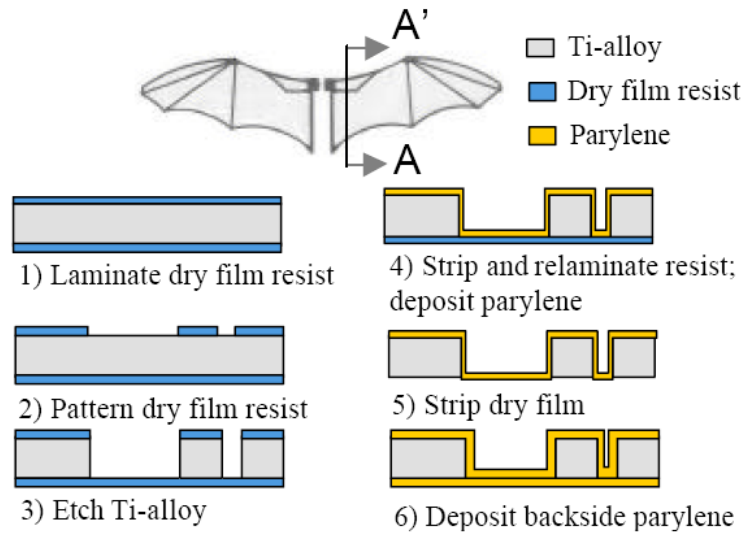 A’
A
Ti-alloy
Dry film resist
Parylene
1) Laminate dry film resist
2) Pattern dry film resist
3) Etch Ti-alloy
4) Strip and relaminate resist;
deposit parylene
5) Strip dry film
6) Deposit backside parylene